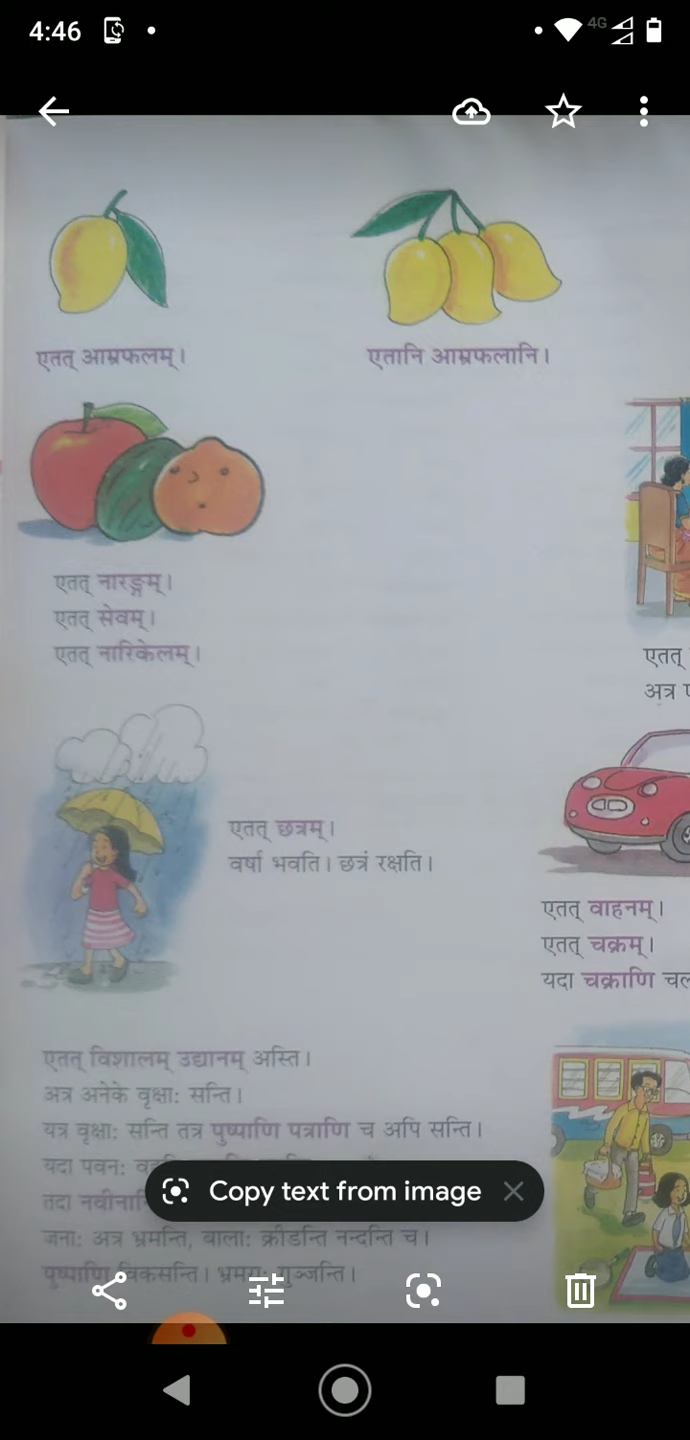 4:46
4G
एतत् आम्रफलम्।
एतानि आम्रफलानि।
एतत् नारङ्गम्।
एतत् सेवम्।
एतत् नारिकेलम्।
एतत्
अत्र
एतत् छत्रम्।
वर्षा भवति। छत्रं रक्षति।
एतत् वाहनम्।
एतत् चक्रम्।
यदा चक्राणि
एतत् विशालम् उद्यानम् अस्ति।
अत्र अनेके वृक्षाः सन्ति।
यत्र वृक्षाः सन्ति तत्र पुष्पाणि पत्राणि च अपि सन्ति।
यदा पवनः
तदा
Copy text from image
जनाः अत्र भ्रमन्ति, बालाः क्रीडन्ति नन्दन्ति च।
पुष्पाणि विकसन्ति। भ्रमराः गुञ्जन्ति।